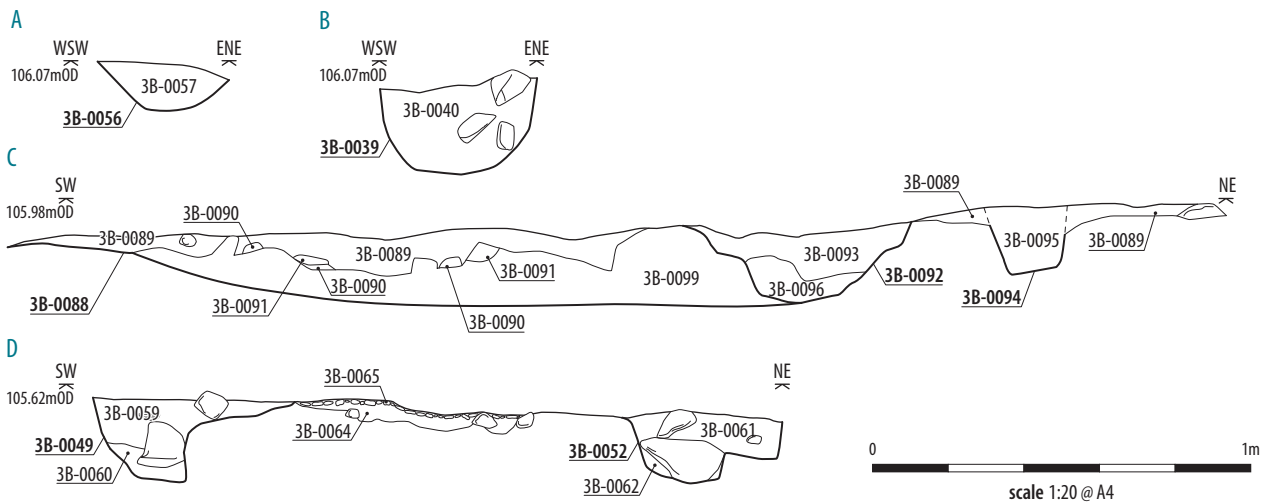 A
B
WSW ENE
WSW ENE
106.07mOD
106.07mOD
3B-0057
3B-0040
3B-0056
3B-0039
C
SW
NE
105.98mOD
3B-0089
3B-0090
3B-0089
3B-0089
3B-0093
3B-0095
3B-0089
3B-0091
3B-0092
3B-0090
3B-0099
3B-0096
3B-0088
3B-0091
3B-0094
3B-0090
D
SW
NE
105.62mOD
3B-0065
3B-0059
3B-0064
3B-0061
3B-0049
3B-0052
3B-0060
3B-0062
0 1m
scale 1:20 @ A4